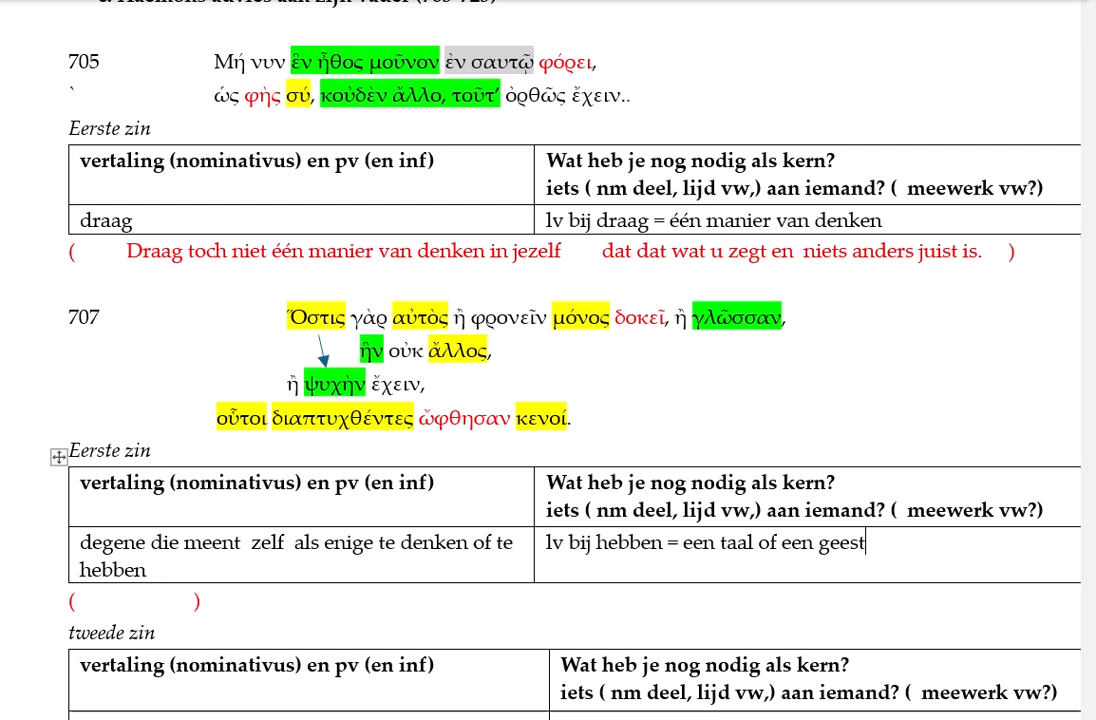 705 Μή νυν ἓν ἦθος μοῦνον ἐν σαυτῷ φόρει,
` ὡς φῂς σύ, κοὐδὲν ἄλλο, τοῦτ’ ὀρθῶς ἔχειν..
Eerste zin
vertaling (nominativus) en pv (en inf) Wat heb je nog nodig als kern?
iets ( nm deel, lijd vw,) aan iemand? ( meewerk vw?)
draag lv bij draag = één manier van denken
( Draag toch niet één manier van denken in jezelf dat dat wat u zegt en niets anders juist is. )
707 Ὅστις γὰρ αὐτὸς ἢ φρονεῖν μόνος δοκεῖ, ἢ γλῶσσαν,
ἣν οὐκ ἄλλος,
ἢ ψυχὴν ἔχειν,
οὗτοι διαπτυχθέντες ὤφθησαν κενοί.
Eerste zin
vertaling (nominativus) en pv (en inf) Wat heb je nog nodig als kern?
iets ( nm deel, lijd vw,) aan iemand? ( meewerk vw?)
degene die meent zelf als enige te denken of te lv bij hebben = een taal of een geest
hebben
( )
tweede zin
vertaling (nominativus) en pv (en inf) Wat heb je nog nodig als kern?
iets ( nm deel, lijd vw,) aan iemand? ( meewerk vw?)